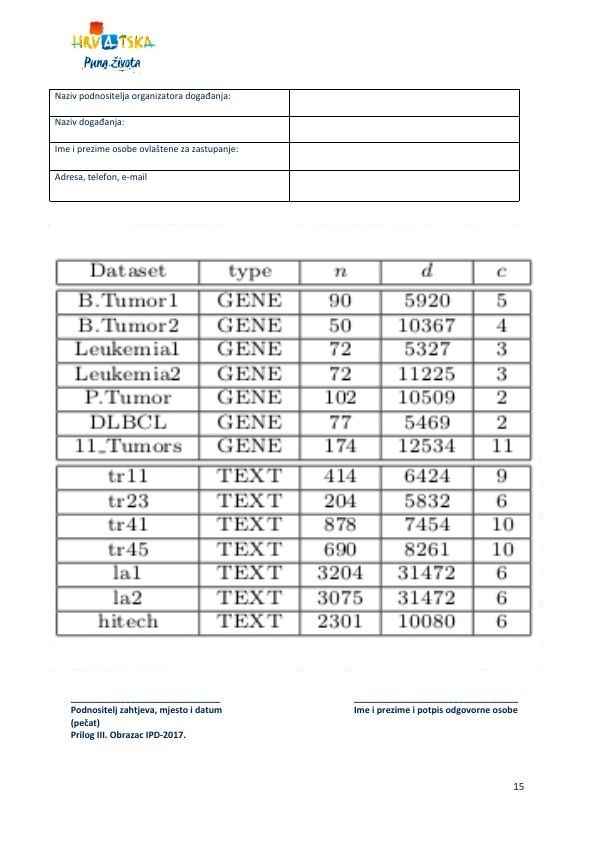 HRVATSKA
Puna života
Naziv podnositelja organizatora događanja:
Naziv događanja:
Ime i prezime osobe ovlaštene za zastupanje:
Adresa, telefon, e-mail
Dataset type n d c
B.Tumor1 GENE 90 5920 5
B.Tumor2 GENE 50 10367 4
Leukemia1 GENE 72 5327 3
Leukemia2 GENE 72 11225 3
P.Tumor GENE 102 10509 2
DLBCL GENE 77 5469 2
11_Tumors GENE 174 12534 11
tr11 TEXT 414 6424 9
tr23 TEXT 204 5832 6
tr41 TEXT 878 7454 10
tr45 TEXT 690 8261 10
la1 TEXT 3204 31472 6
la2 TEXT 3075 31472 6
hitech TEXT 2301 10080 6
Podnositelj zahtjeva, mjesto i datum
(pečat)
Prilog III. Obrazac IPD-2017.
Ime i prezime i potpis odgovorne osobe
15